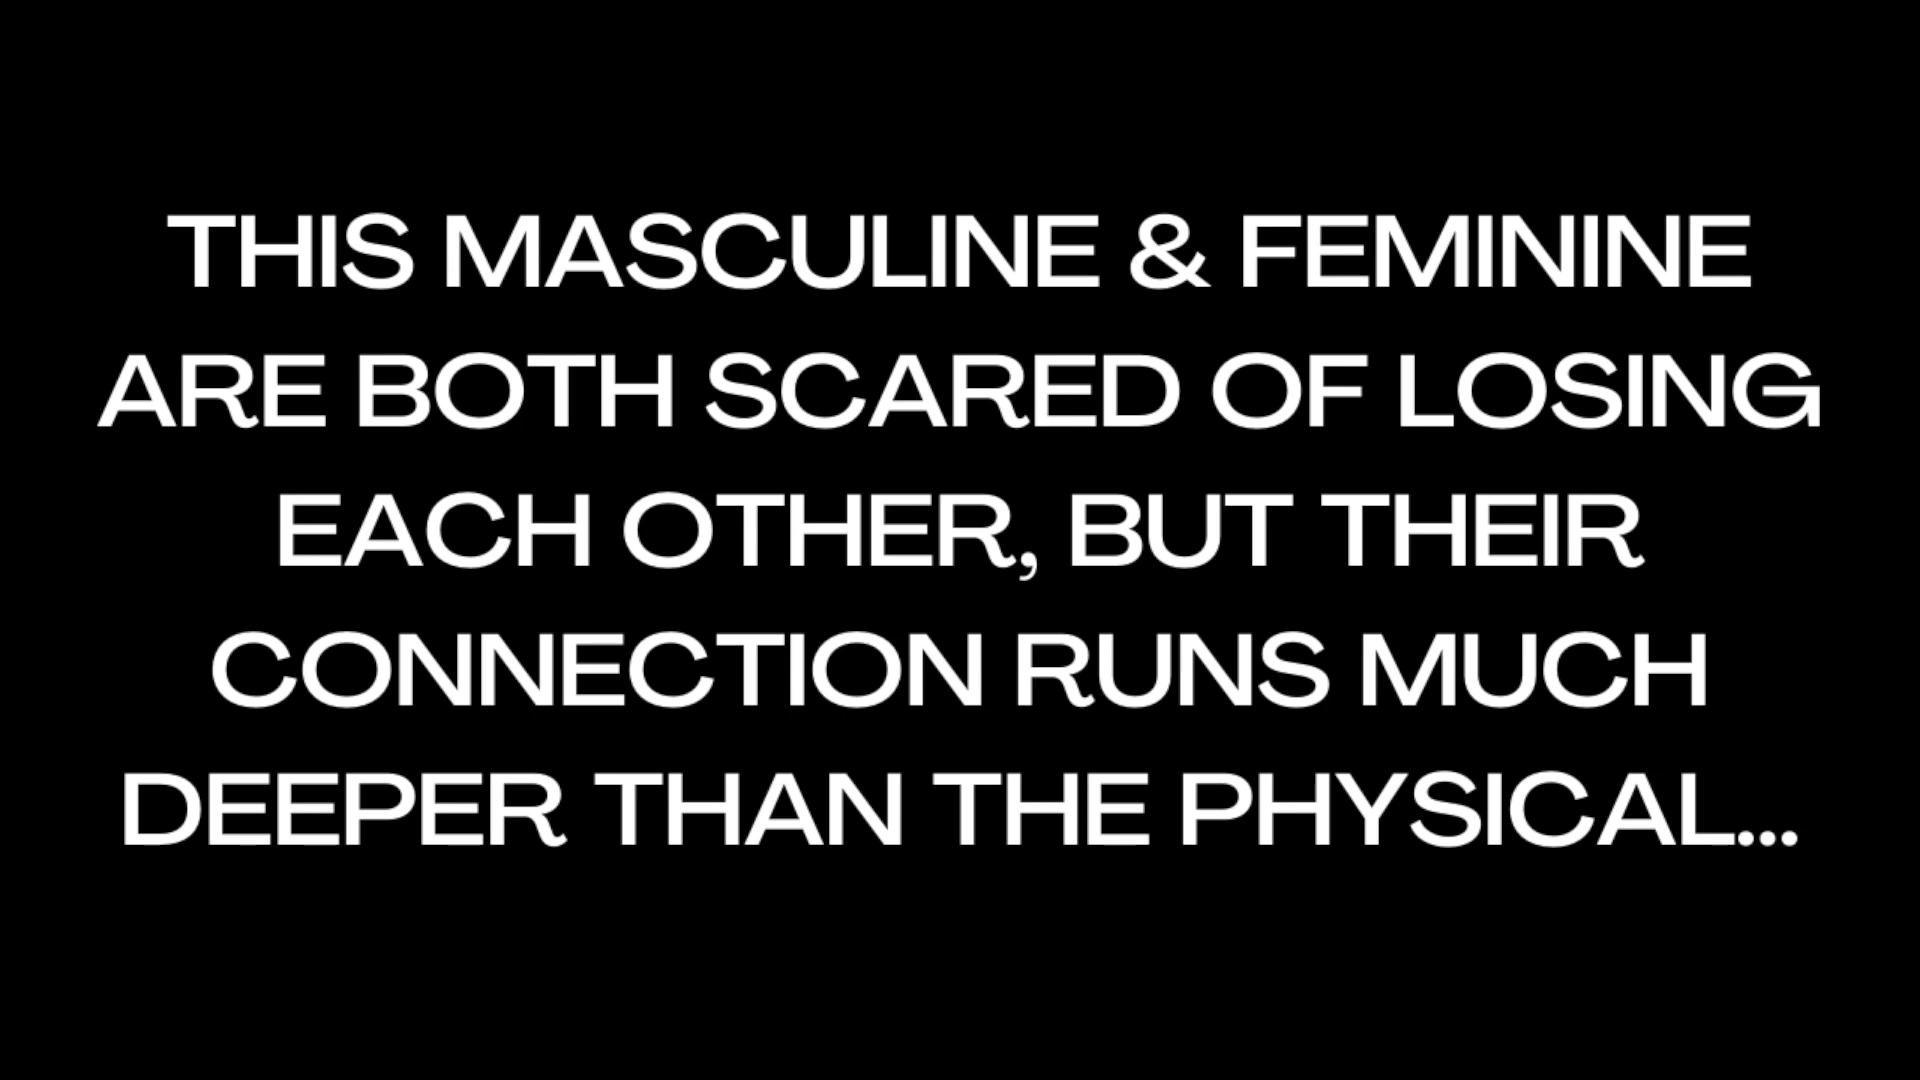 THIS MASCULINE & FEMININE
ARE BOTH SCARED OF LOSING
EACH OTHER, BUT THEIR
CONNECTION RUNS MUCH
DEEPER THAN THE PHYSICAL...